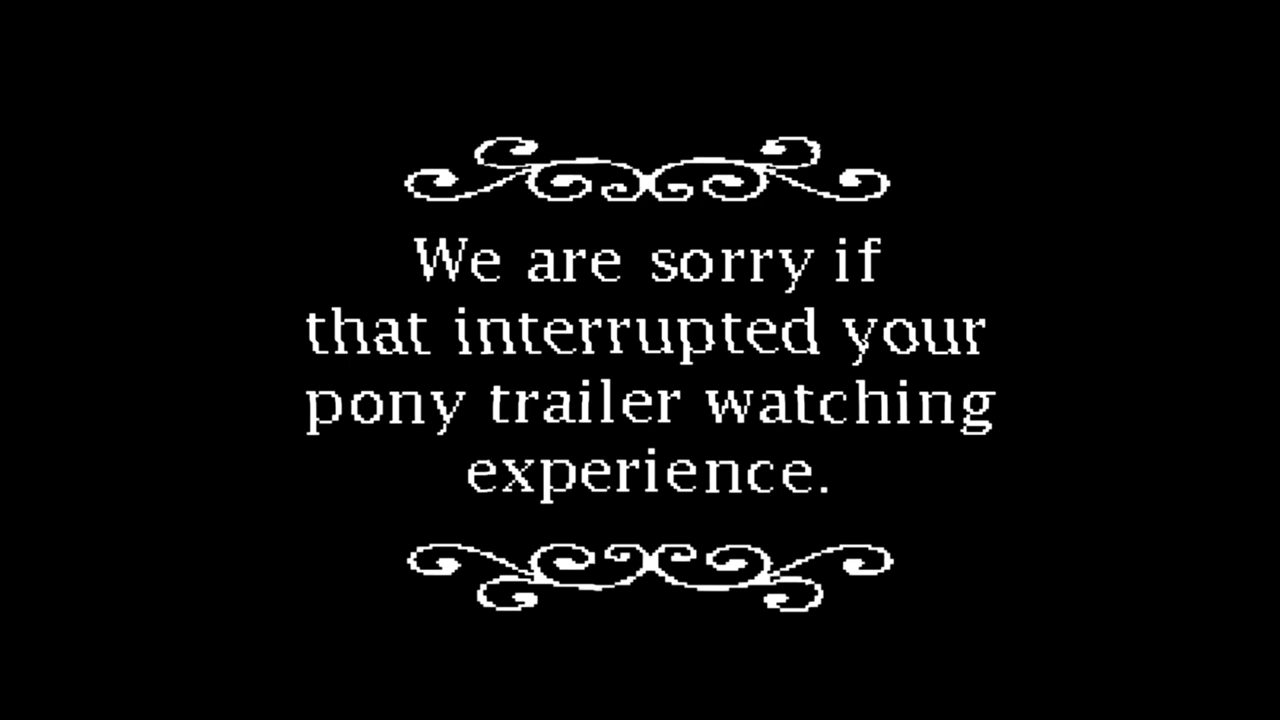 We are sorry if
that interrupted your
pony trailer watching
experience.